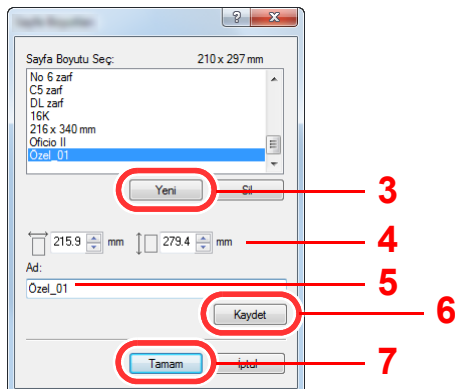 Sayfa Boyutu Seç: 210 x 297 mm
No 6 zarf
C5 zarf
DL zarf
16K
216 x 340 mm
Oficio II
Özel_01
Yeni Sil 3
215.9 mm 279.4 mm 4
Ad:
5
Özel_01
Kaydet 6
Tamam İptal 7